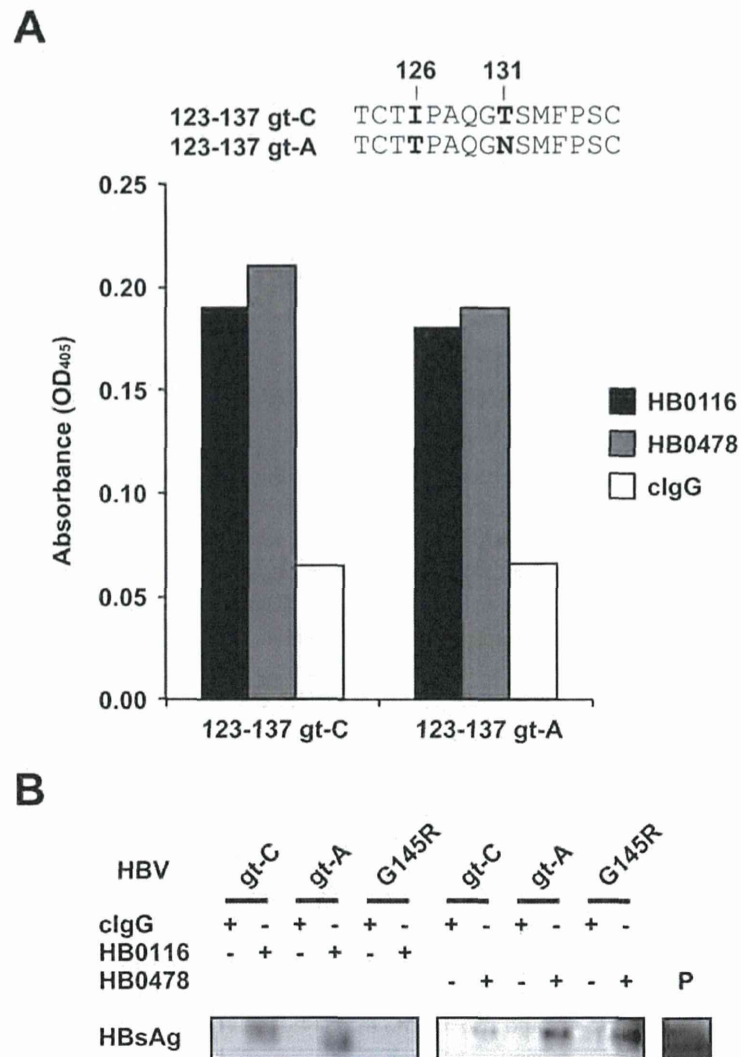 A
126 131
123-137 gt-C TCTIPAQGTSMFPSC
123-137 gt-A TCTTPAQGNSMFPSC
0.25
0.20
0.15
0.10
0.05
0.00
Absorbance (OD405)
HB0116
HB0478
cIgG
123-137 gt-C 123-137 gt-A
B
HBV gt-C gt-A G145R gt-C gt-A G145R
cIgG + - + - + - + - + - + -
HB0116 - + - + - +
HB0478 - + - + - + P
HBsAg